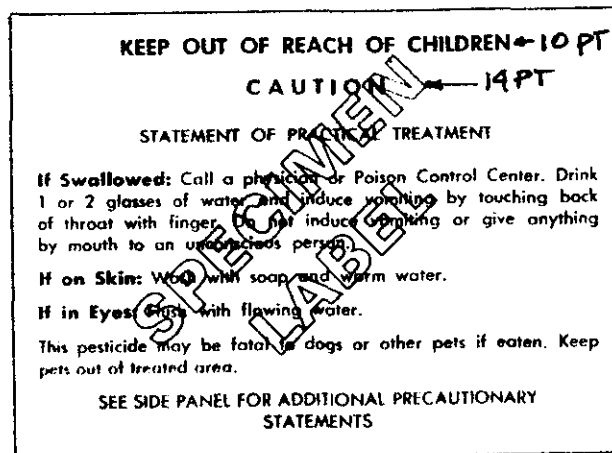 KEEP OUT OF REACH OF CHILDREN ← 10 PT
CAUTION ← 14 PT
STATEMENT OF PRACTICAL TREATMENT
If Swallowed: Call a physician or Poison Control Center. Drink
1 or 2 glasses of water and induce vomiting by touching back
of throat with finger. Do not induce vomiting or give anything
by mouth to an unconscious person.
If on Skin: Wash with soap and warm water.
If in Eyes: Flush with flowing water.
This pesticide may be fatal to dogs or other pets if eaten. Keep
pets out of treated area.
SEE SIDE PANEL FOR ADDITIONAL PRECAUTIONARY
STATEMENTS
SPECIMEN
LABEL